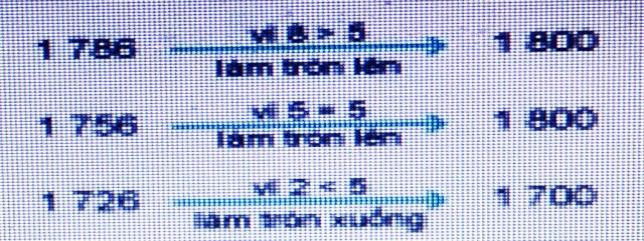 1 786 vì 8 > 5 1 800
làm tròn lên
1 756 vì 5 = 5 1 800
làm tròn lên
1 726 vì 2 < 5 1 700
làm tròn xuống